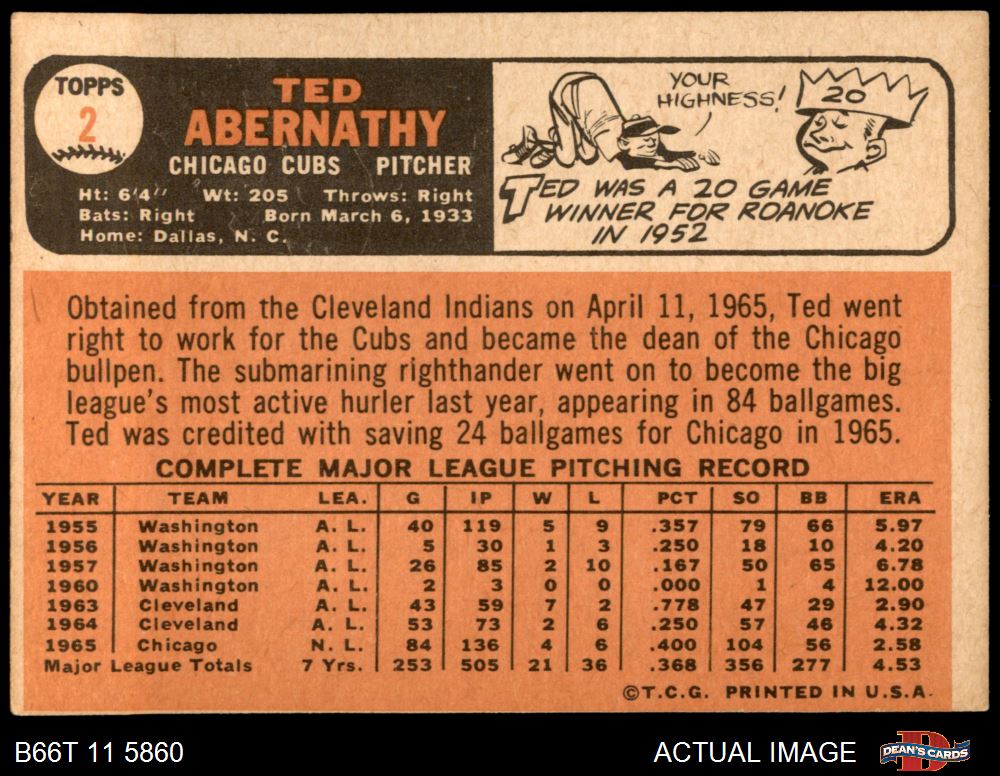 TOPPS
2
TED
ABERNATHY
CHICAGO CUBS PITCHER
Ht: 6'4" Wt: 205 Throws: Right
Bats: Right Born March 6, 1933
Home: Dallas, N. C.
YOUR
HIGHNESS!
20
TED WAS A 20 GAME
WINNER FOR ROANOKE
IN 1952
Obtained from the Cleveland Indians on April 11, 1965, Ted went
right to work for the Cubs and became the dean of the Chicago
bullpen. The submarining righthander went on to become the big
league's most active hurler last year, appearing in 84 ballgames.
Ted was credited with saving 24 ballgames for Chicago in 1965.
COMPLETE MAJOR LEAGUE PITCHING RECORD
YEAR TEAM LEA. G IP W L PCT SO BB ERA
1955 Washington A. L. 40 119 5 9 .357 79 66 5.97
1956 Washington A. L. 5 30 1 3 .250 18 10 4.20
1957 Washington A. L. 26 85 2 10 .167 50 65 6.78
1960 Washington A. L. 2 3 0 0 .000 1 4 12.00
1963 Cleveland A. L. 43 59 7 2 .778 47 29 2.90
1964 Cleveland A. L. 53 73 2 6 .250 57 46 4.32
1965 Chicago N. L. 84 136 4 6 .400 104 56 2.58
Major League Totals 7 Yrs. 253 505 21 36 .368 356 277 4.53
©T.C.G. PRINTED IN U.S.A.
B66T 11 5860
ACTUAL IMAGE
DEAN'S CARDS